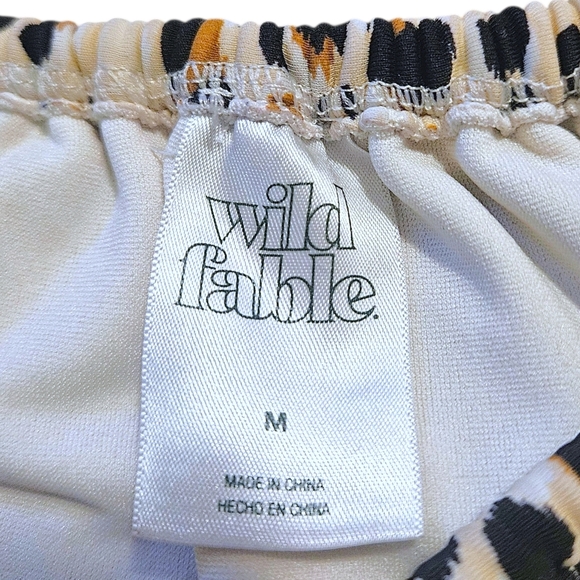 wild
fable.
M
MADE IN CHINA
HECHO EN CHINA